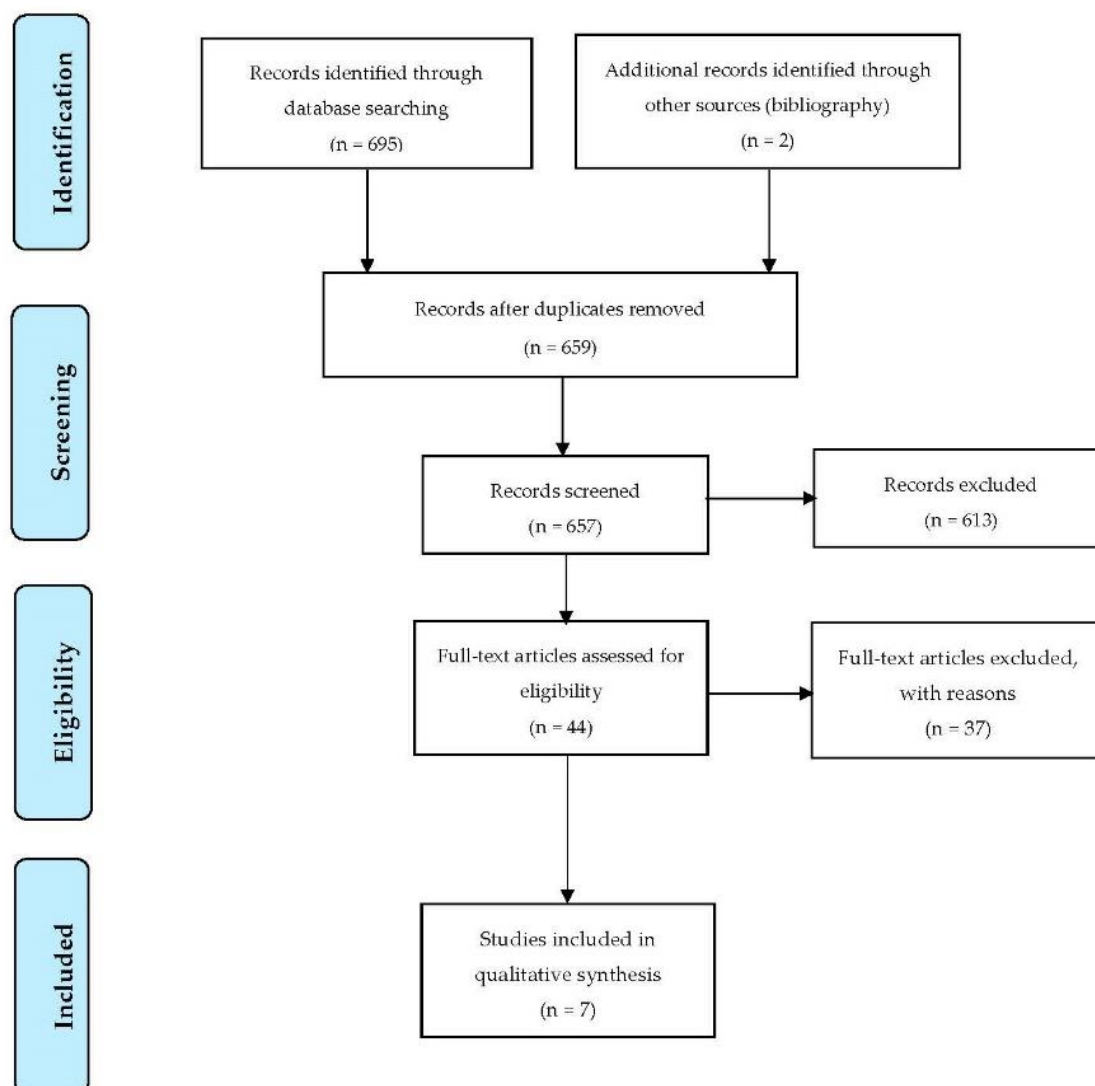 Identification
Records identified through
database searching
(n = 695)
Additional records identified through
other sources (bibliography)
(n = 2)
Screening
Records after duplicates removed
(n = 659)
Records screened
(n = 657)
Records excluded
(n = 613)
Eligibility
Full-text articles assessed for
eligibility
(n = 44)
Full-text articles excluded,
with reasons
(n = 37)
Included
Studies included in
qualitative synthesis
(n = 7)